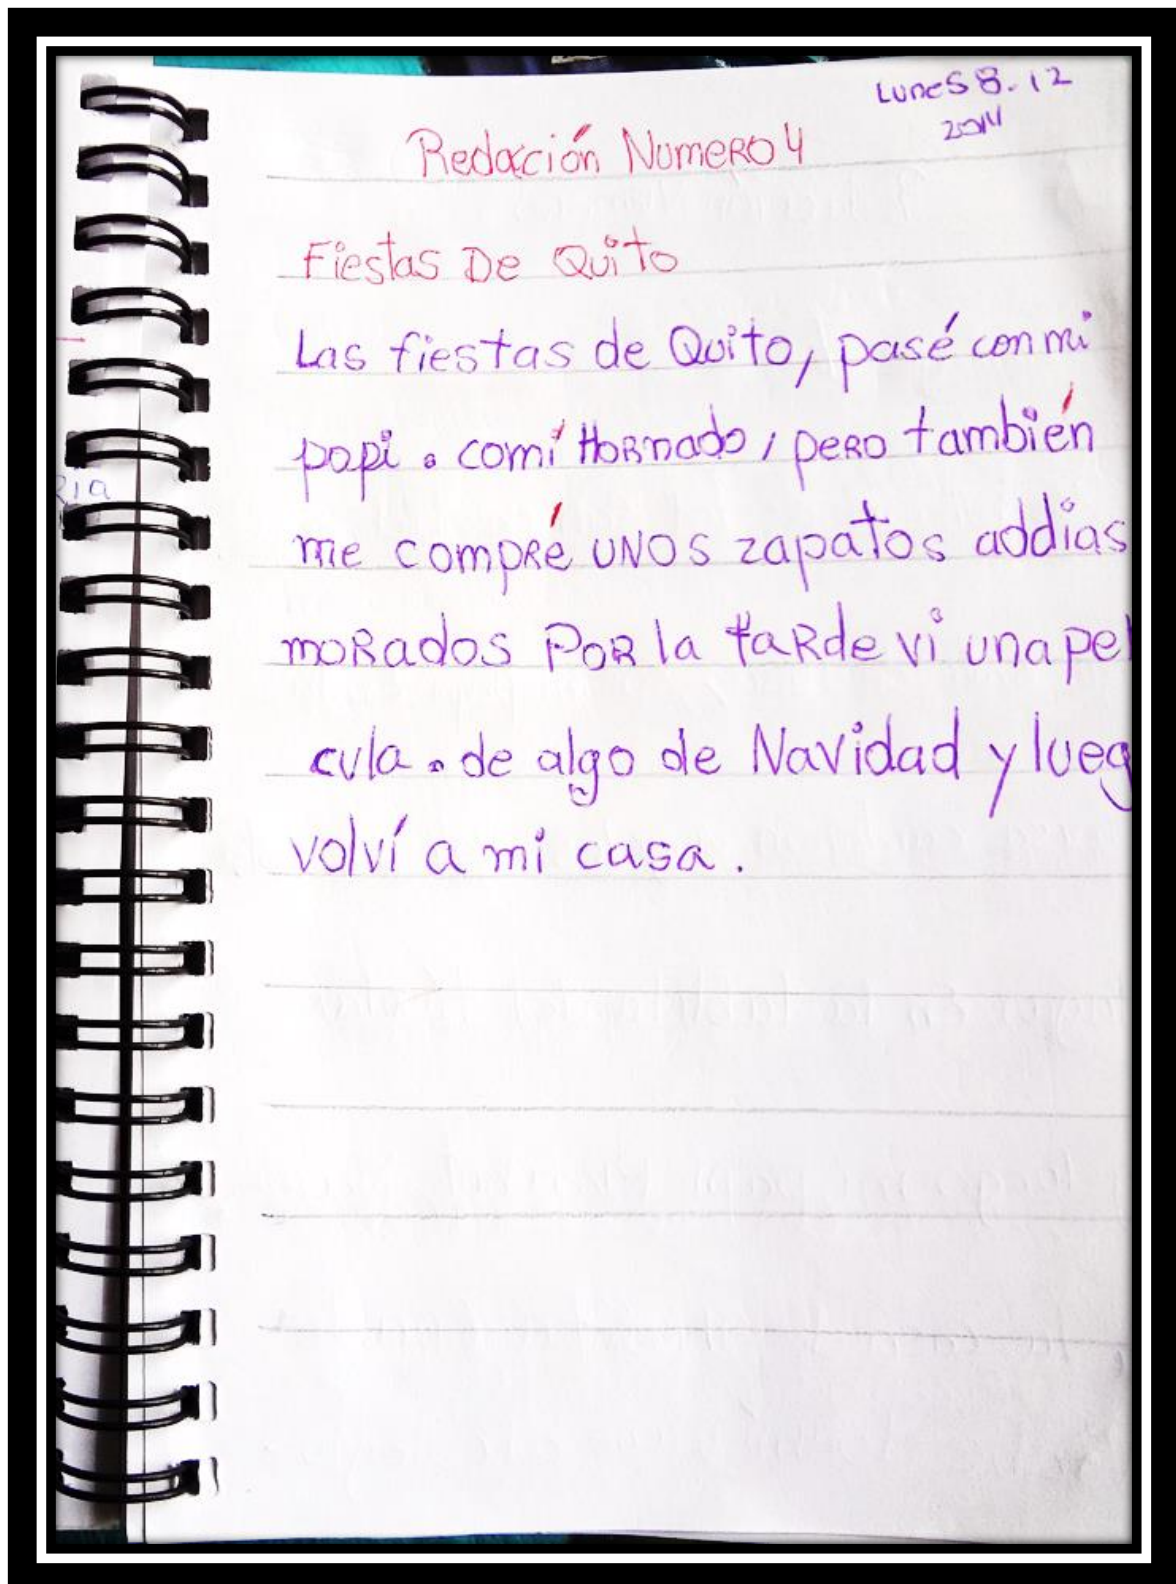 Lunes 8.12
2014
Redacción Numero 4
Fiestas De Quito
Las fiestas de Quito, pasé con mi
papi. comí Hornado, pero también
me compré unos zapatos addias
morados Por la tarde vi una pel
cula. de algo de Navidad y lueg
volví a mi casa.